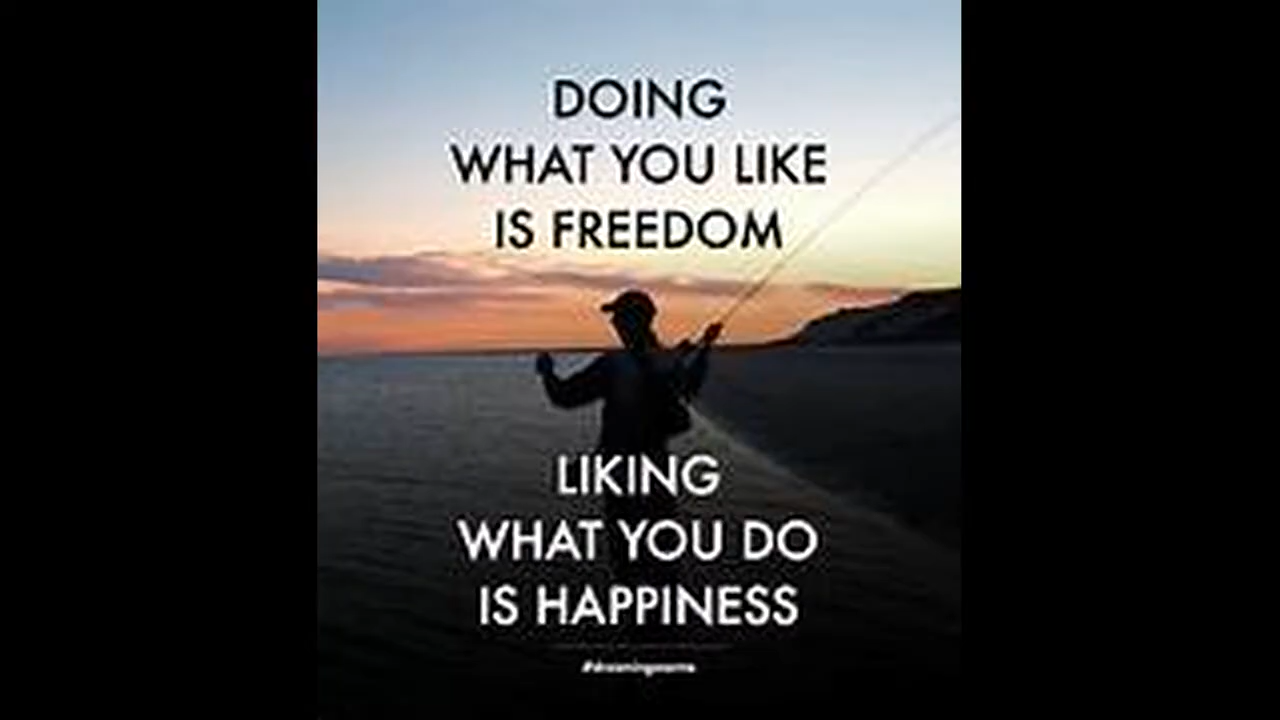 DOING
WHAT YOU LIKE
IS FREEDOM
LIKING
WHAT YOU DO
IS HAPPINESS